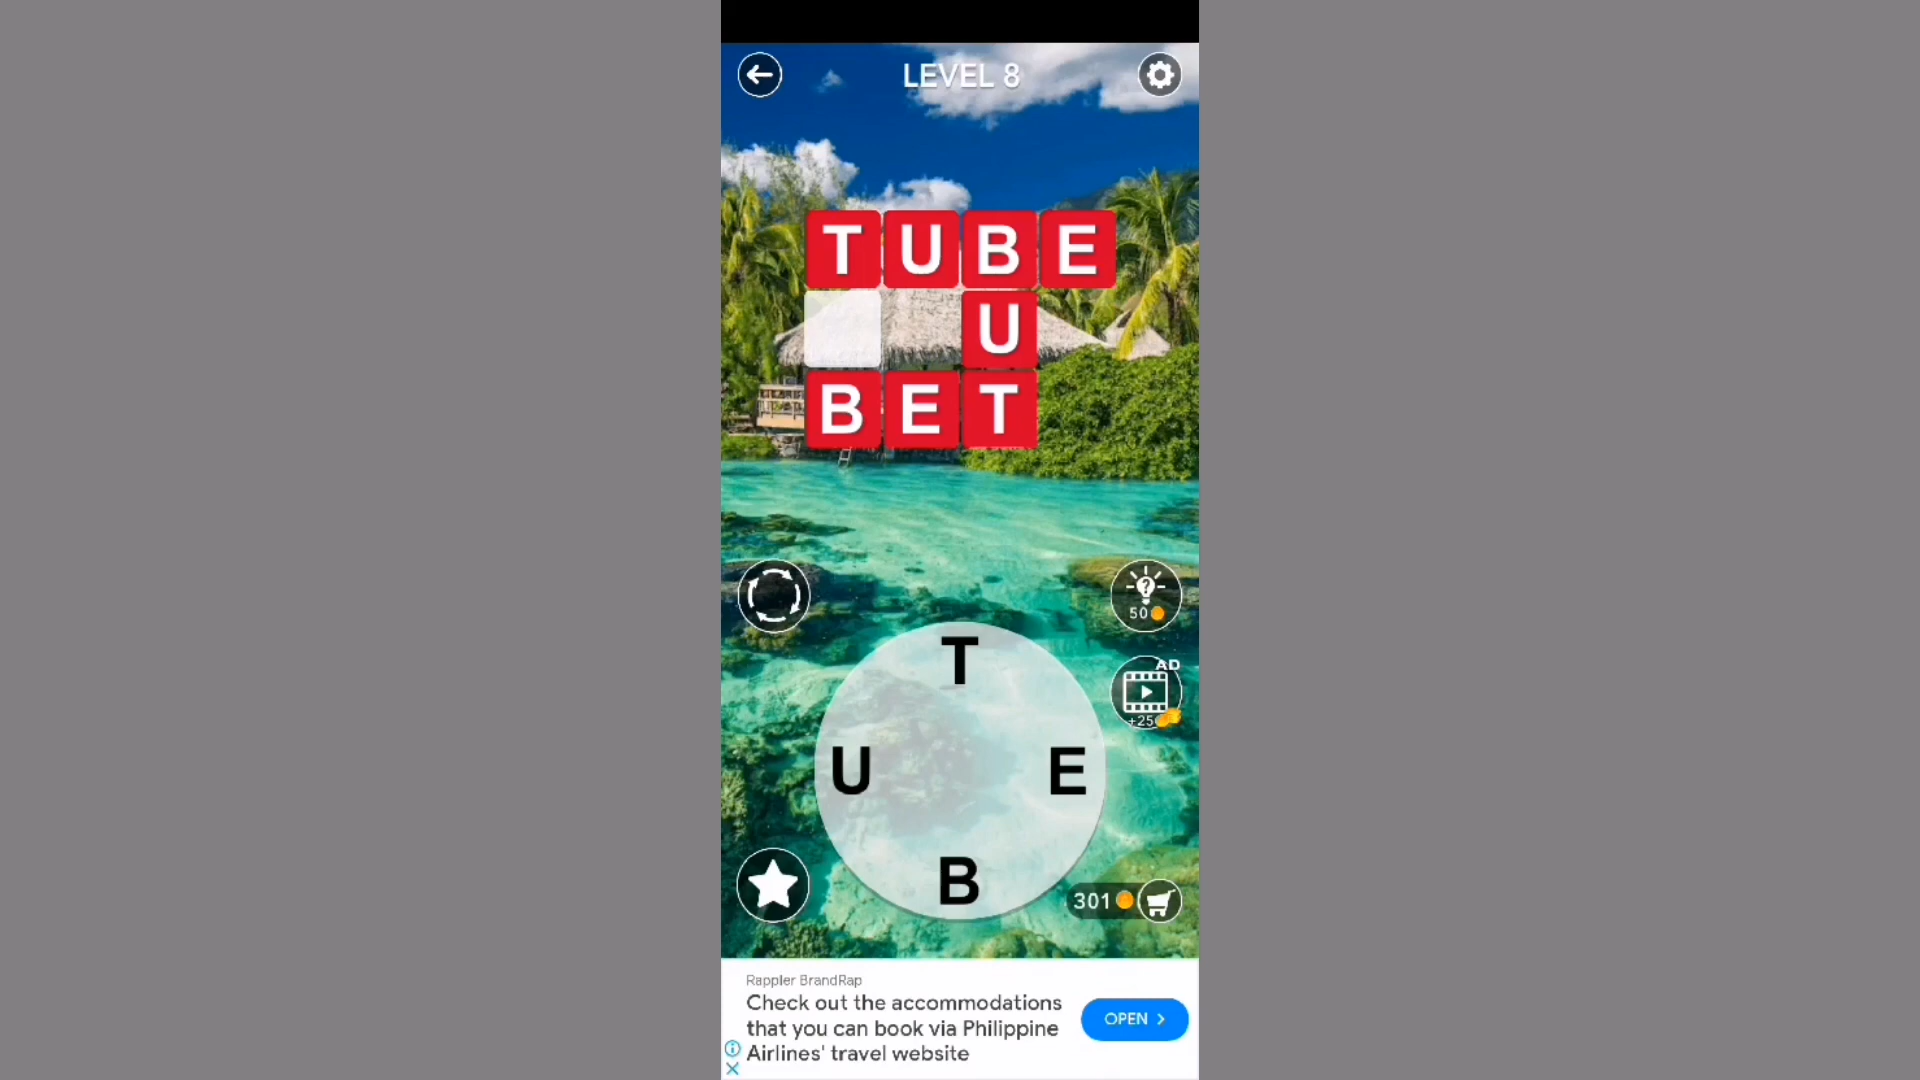 LEVEL 8
TUBE
U
BET
50
AD
+25
T
U E
B
301
Rappler BrandRap
Check out the accommodations
that you can book via Philippine
Airlines' travel website
OPEN >